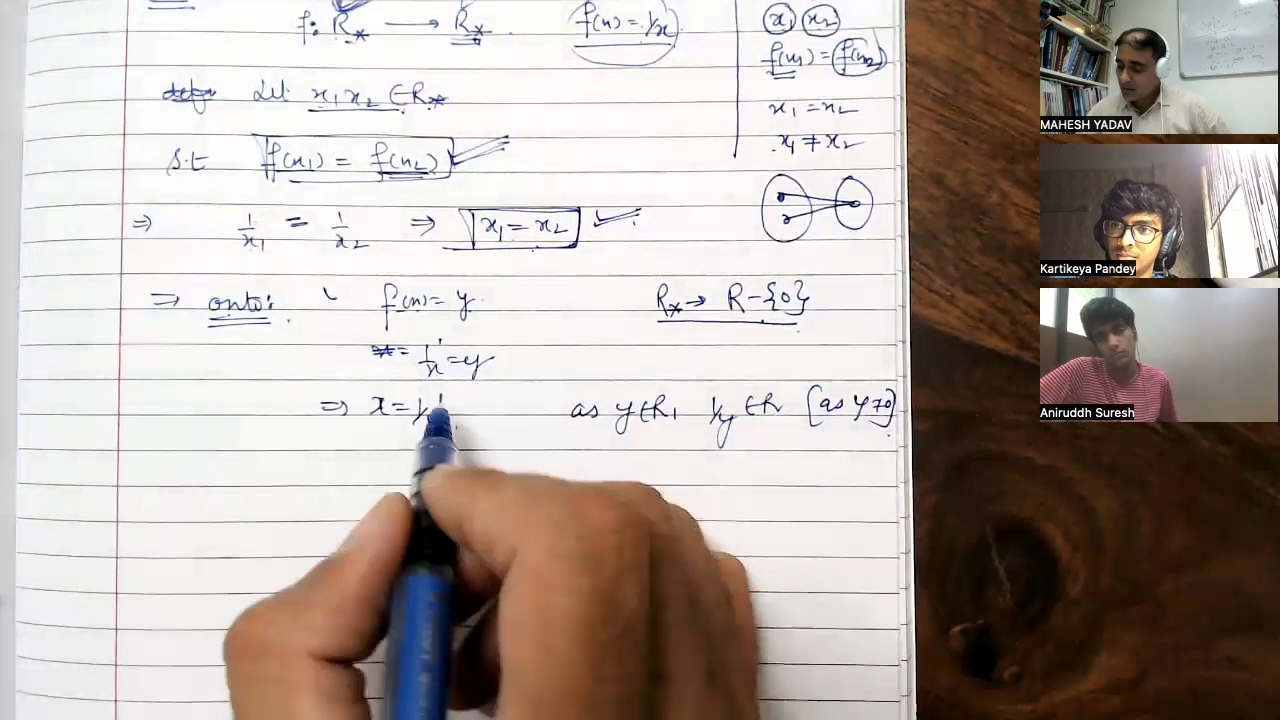 f: R* → R* f(x) = 1/x
Let x1 x2 ∈ R*
s.t f(x1) = f(x2)
⇒ 1/x1 = 1/x2 ⇒ x1 = x2
⇒ onto: f(x) = y R* → R-{0}
1/x = y
⇒ x = 1/ as y ∈ R, 1/y ∈ R [as y≠0]
x1 x2
f(x1) = f(x2)
x1 = x2
x1 ≠ x2
MAHESH YADAV
Kartikeya Pandey
Aniruddh Suresh